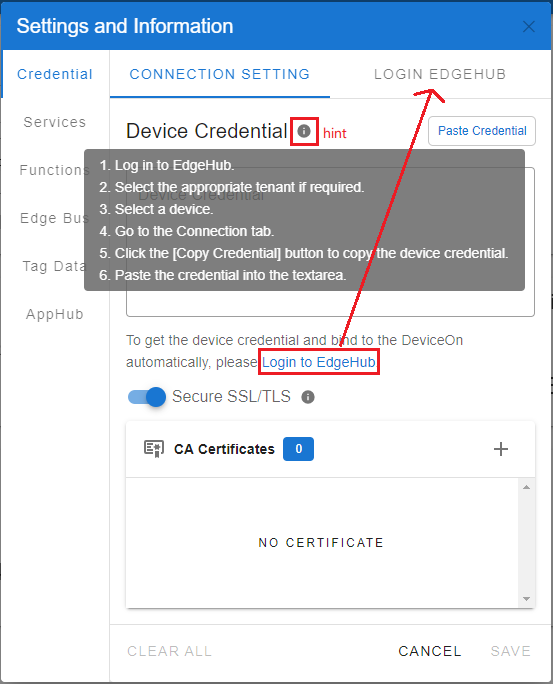 Settings and Information
Credential
CONNECTION SETTING
LOGIN EDGEHUB
Services
Functions
Edge Bus
Tag Data
AppHub
Device Credential
hint
Paste Credential
Device Credential
1. Log in to EdgeHub.
2. Select the appropriate tenant if required.
3. Select a device.
4. Go to the Connection tab.
5. Click the [Copy Credential] button to copy the device credential.
6. Paste the credential into the textarea.
To get the device credential and bind to the DeviceOn
automatically, please Login to EdgeHub
Secure SSL/TLS
CA Certificates 0
NO CERTIFICATE
CLEAR ALL
CANCEL
SAVE